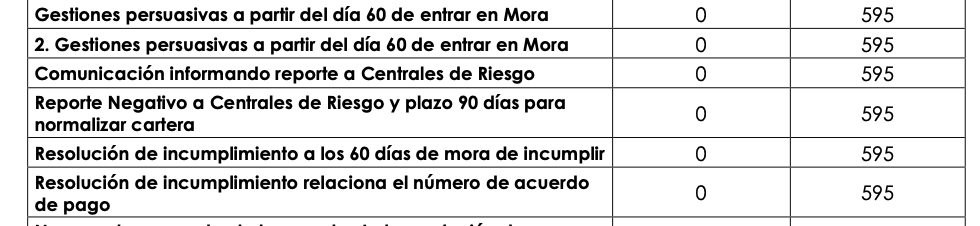 Gestiones persuasivas a partir del día 60 de entrar en Mora 0 595
2. Gestiones persuasivas a partir del día 60 de entrar en Mora 0 595
Comunicación informando reporte a Centrales de Riesgo 0 595
Reporte Negativo a Centrales de Riesgo y plazo 90 días para
normalizar cartera 0 595
Resolución de incumplimiento a los 60 días de mora de incumplir 0 595
Resolución de incumplimiento relaciona el número de acuerdo
de pago 0 595